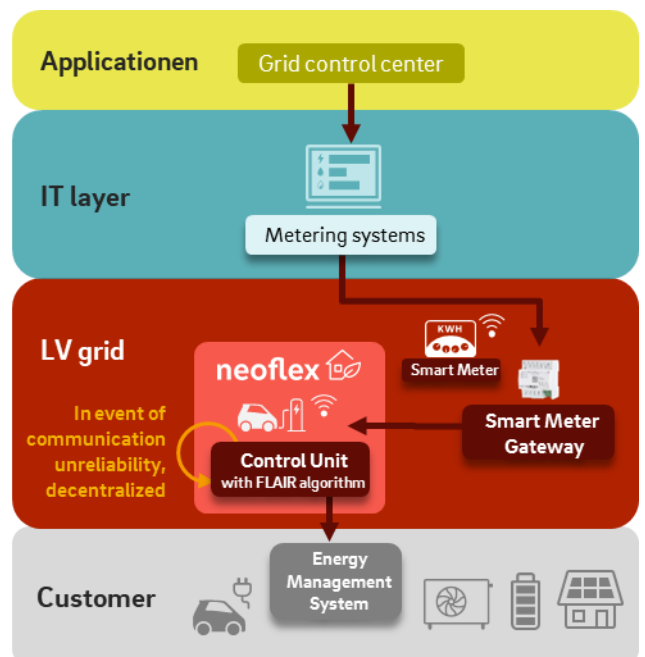 Applicationen
Grid control center
IT layer
Metering systems
LV grid
KWH
Smart Meter
neoflex
Smart Meter
Gateway
In event of
communication
unreliability,
decentralized
Control Unit
with FLAIR algorithm
Customer
Energy
Management
System